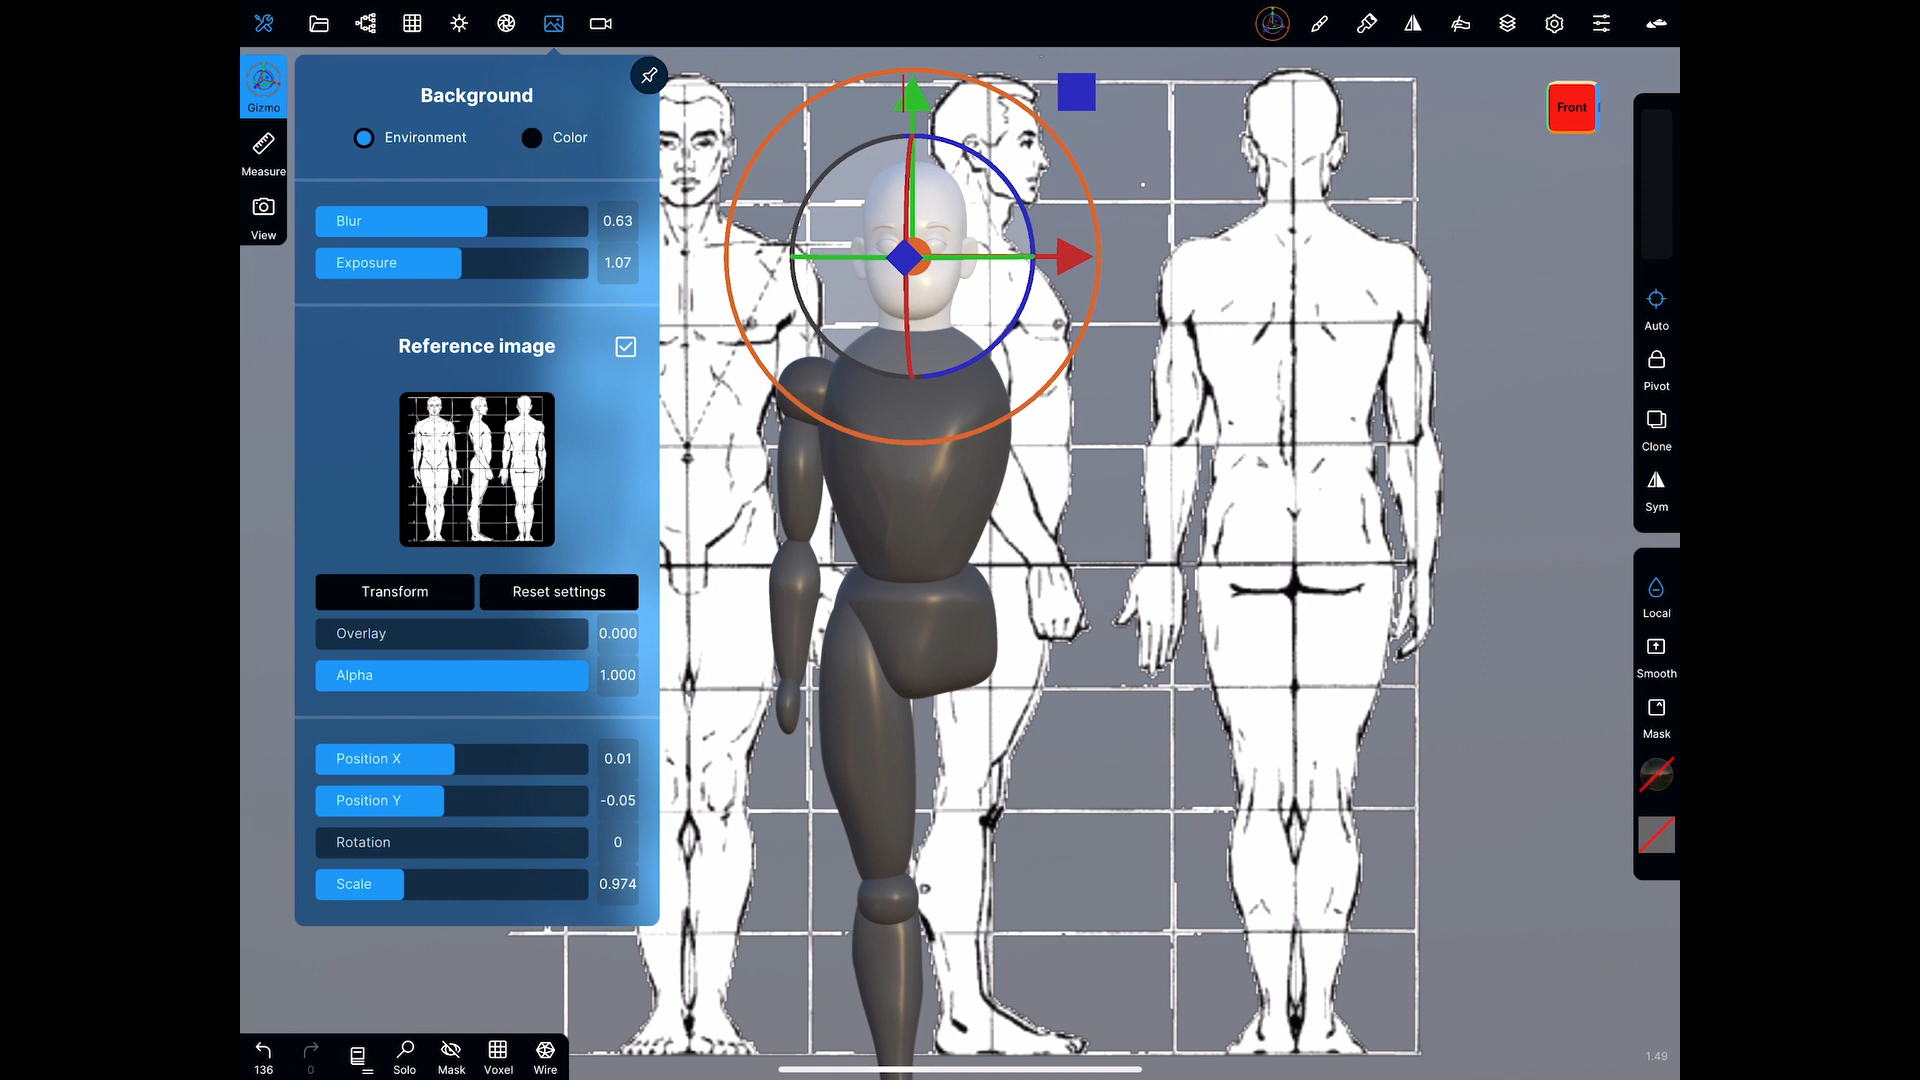 Gizmo
Measure
View
Background
Environment
Color
Blur
0.63
Exposure
1.07
Reference image
Transform
Reset settings
Overlay
0.000
Alpha
1.000
Position X
0.01
Position Y
-0.05
Rotation
0
Scale
0.974
Front
Auto
Pivot
Clone
Sym
Local
Smooth
Mask
1.49
136
0
Solo
Mask
Voxel
Wire